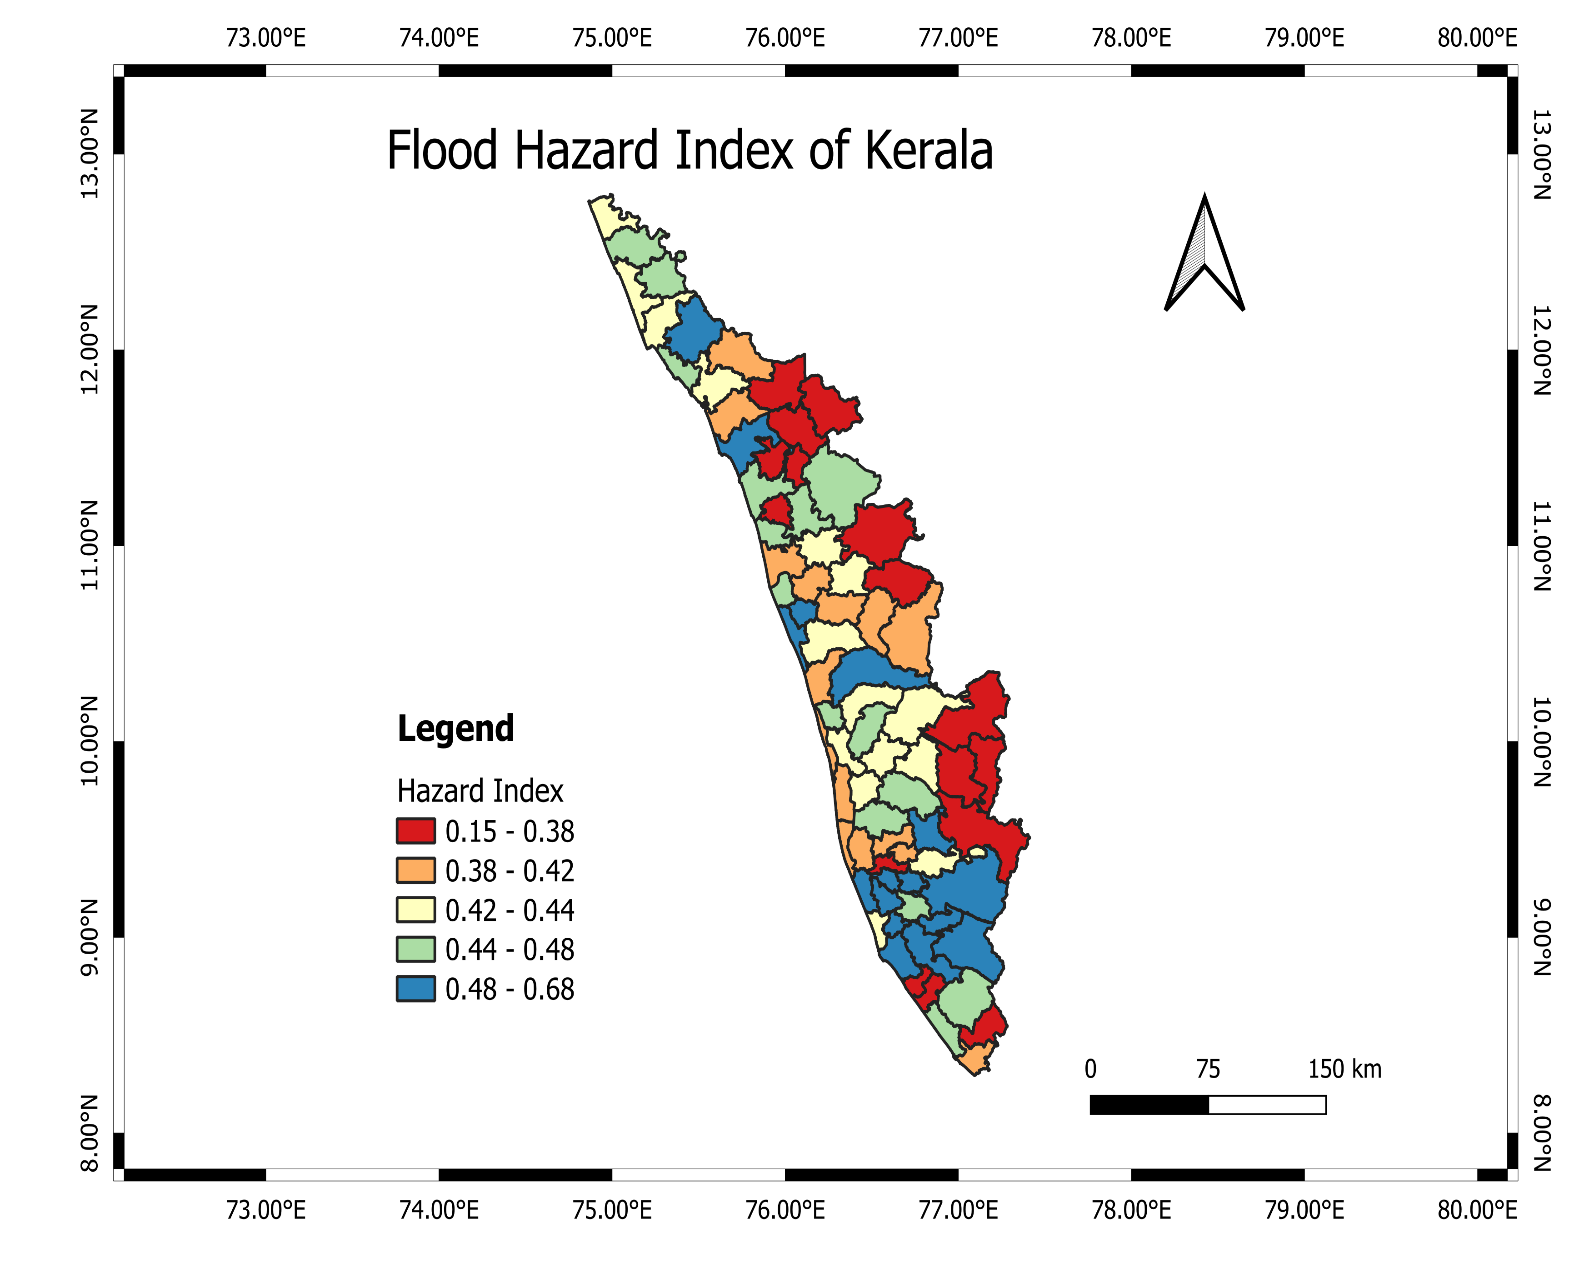 73.00°E 74.00°E 75.00°E 76.00°E 77.00°E 78.00°E 79.00°E 80.00°E
Flood Hazard Index of Kerala
13.00°N
12.00°N
11.00°N
10.00°N
9.00°N
8.00°N
13.00°N
12.00°N
11.00°N
10.00°N
9.00°N
8.00°N
Legend
Hazard Index
0.15 - 0.38
0.38 - 0.42
0.42 - 0.44
0.44 - 0.48
0.48 - 0.68
0 75 150 km
73.00°E 74.00°E 75.00°E 76.00°E 77.00°E 78.00°E 79.00°E 80.00°E